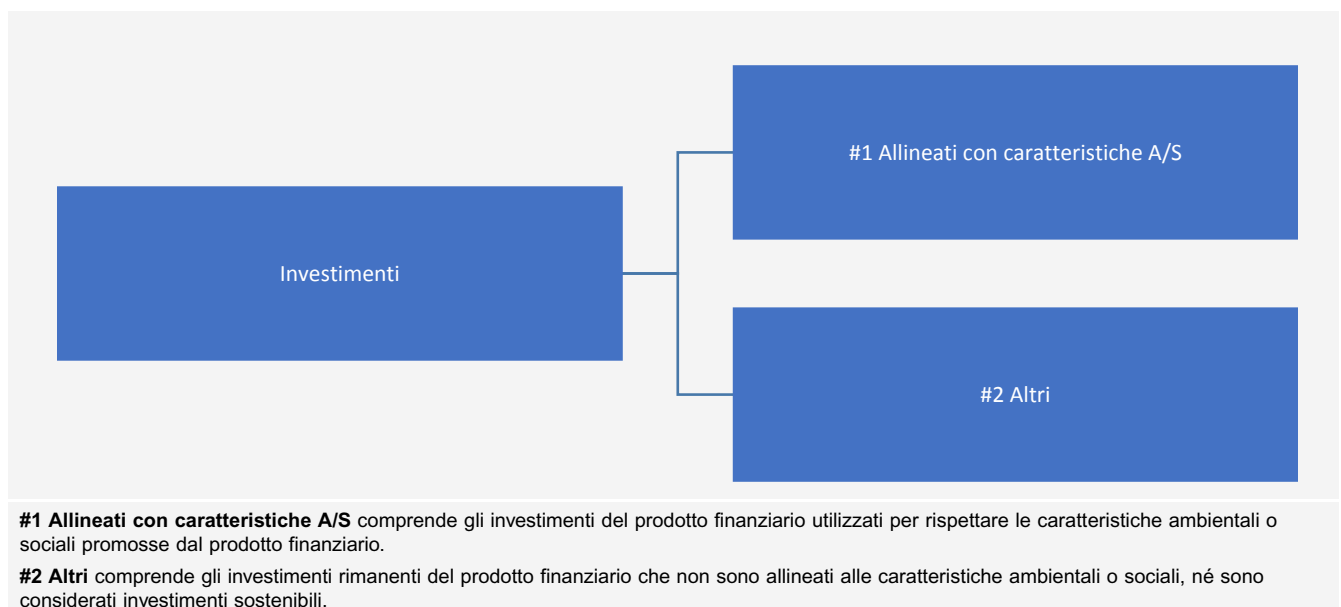 #1 Allineati con caratteristiche A/S
Investimenti
#2 Altri
#1 Allineati con caratteristiche A/S comprende gli investimenti del prodotto finanziario utilizzati per rispettare le caratteristiche ambientali o
sociali promosse dal prodotto finanziario.
#2 Altri comprende gli investimenti rimanenti del prodotto finanziario che non sono allineati alle caratteristiche ambientali o sociali, né sono
considerati investimenti sostenibili.